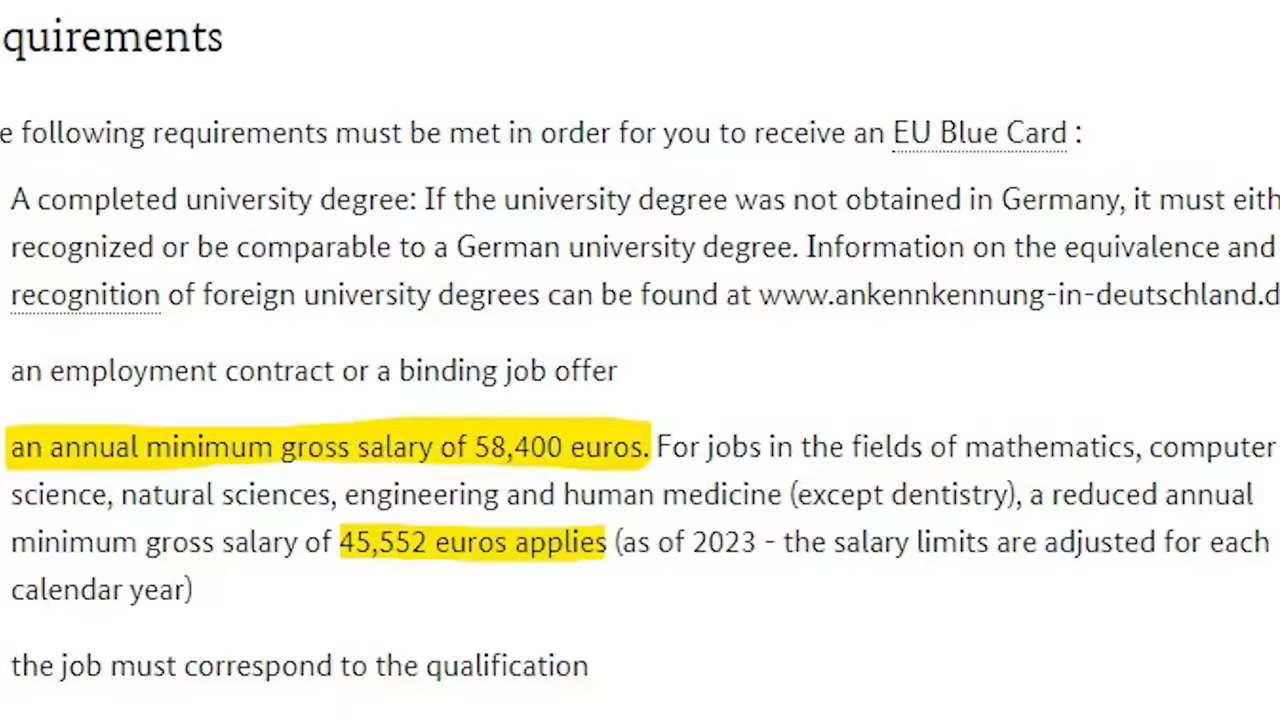 quirements
e following requirements must be met in order for you to receive an EU Blue Card :
A completed university degree: If the university degree was not obtained in Germany, it must eith
recognized or be comparable to a German university degree. Information on the equivalence and
recognition of foreign university degrees can be found at www.ankennkennung-in-deutschland.d
an employment contract or a binding job offer
an annual minimum gross salary of 58,400 euros. For jobs in the fields of mathematics, computer
science, natural sciences, engineering and human medicine (except dentistry), a reduced annual
minimum gross salary of 45,552 euros applies (as of 2023 - the salary limits are adjusted for each
calendar year)
the job must correspond to the qualification